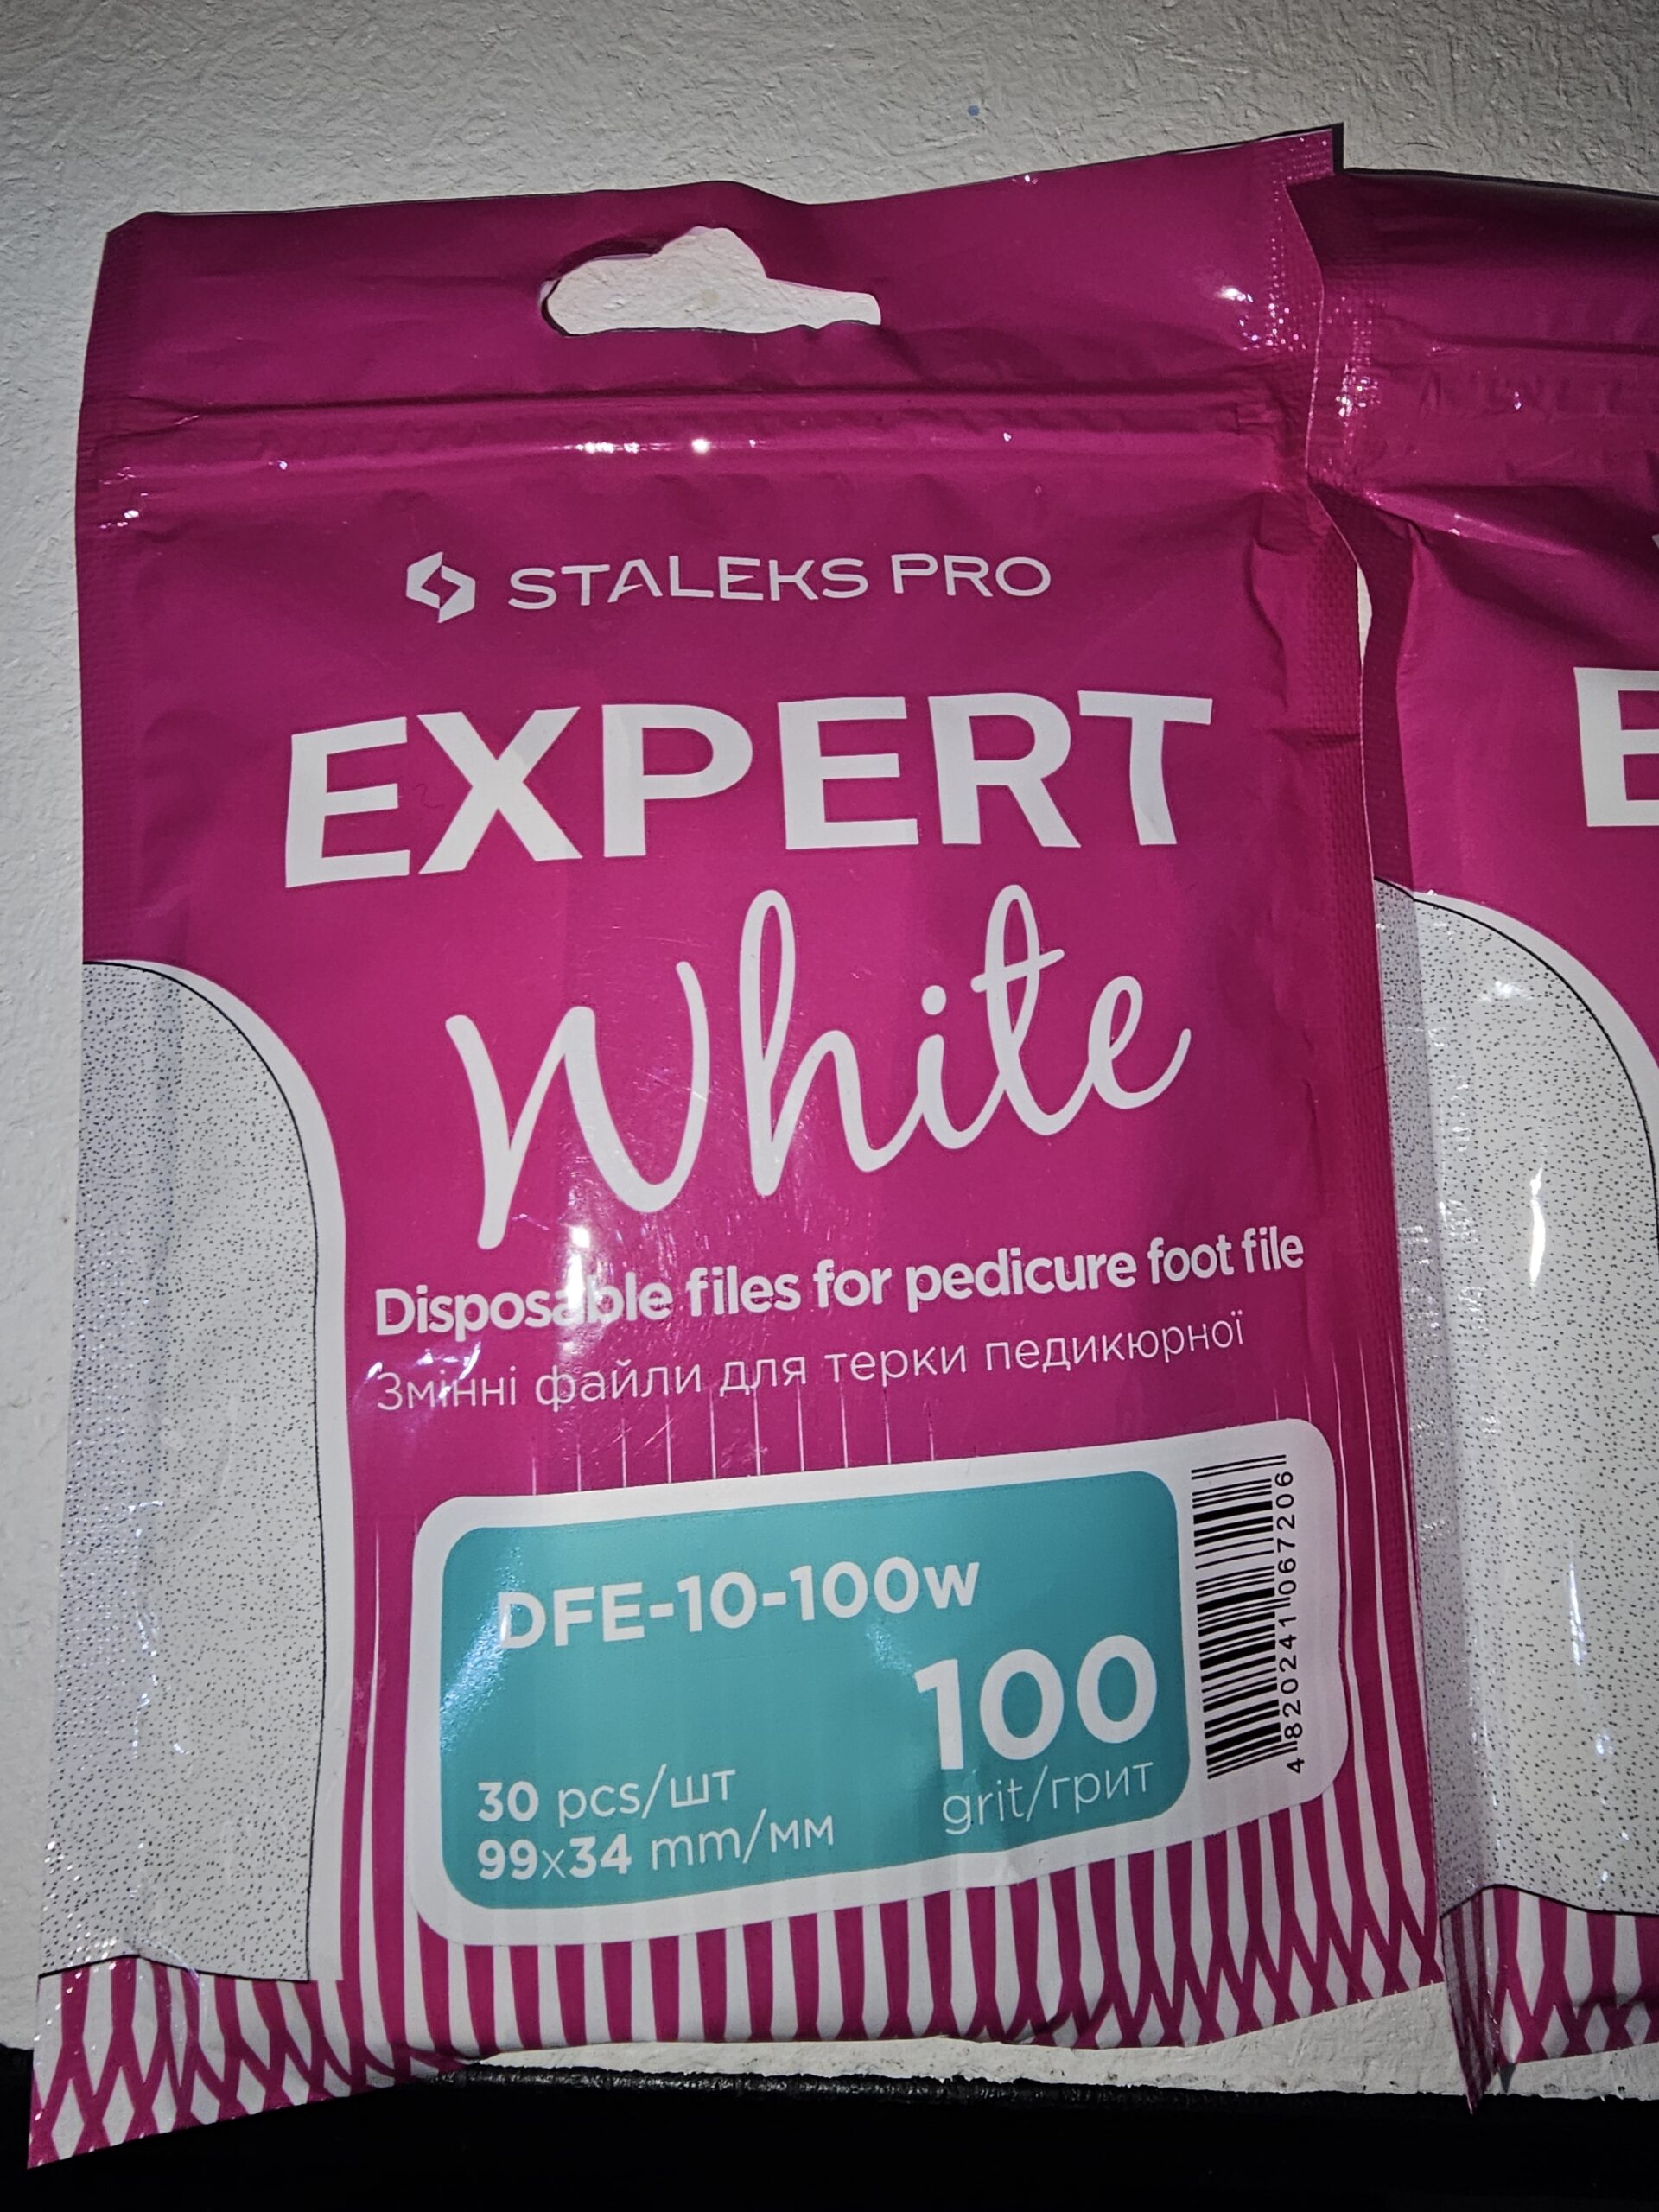 STALEKS PRO
EXPERT
White
Disposable files for pedicure foot file
Змінні файли для терки педикюрної
DFE-10-100w
100
grit/грит
30 pcs/шт
99x34 mm/мм
4 820241 067206
E